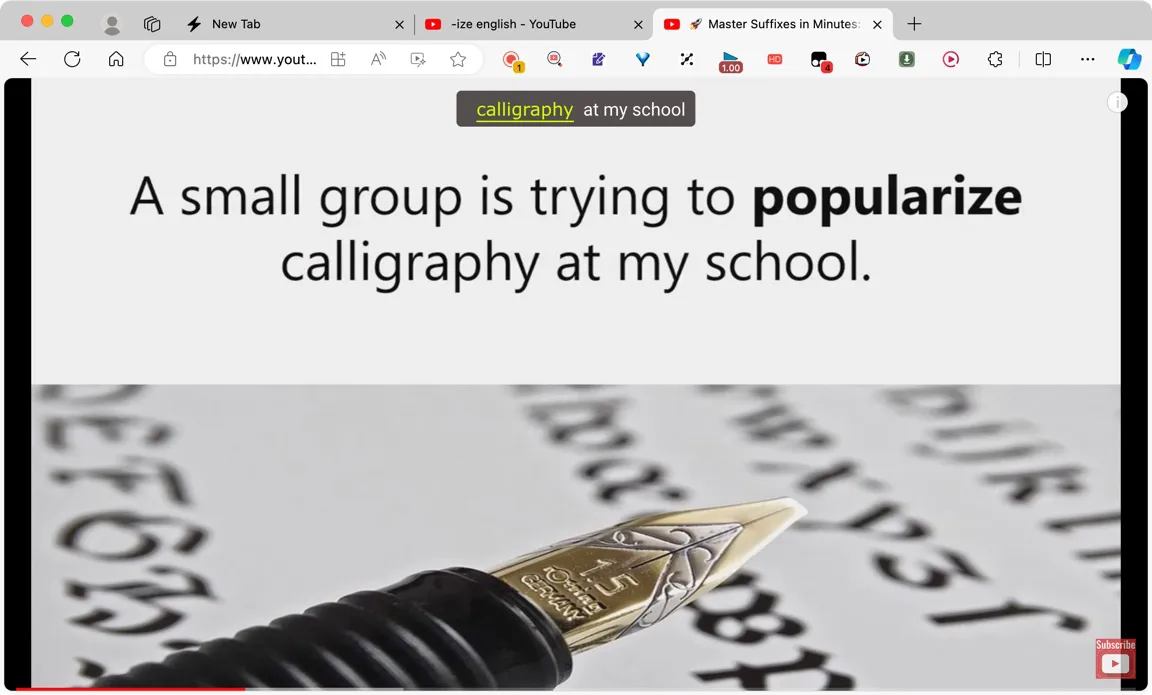 New Tab
-ize english - YouTube
🚀 Master Suffixes in Minutes:
https://www.yout...
1
1.00
HD
4
calligraphy at my school
A small group is trying to popularize
calligraphy at my school.
1.5
GERMANY
Subscribe